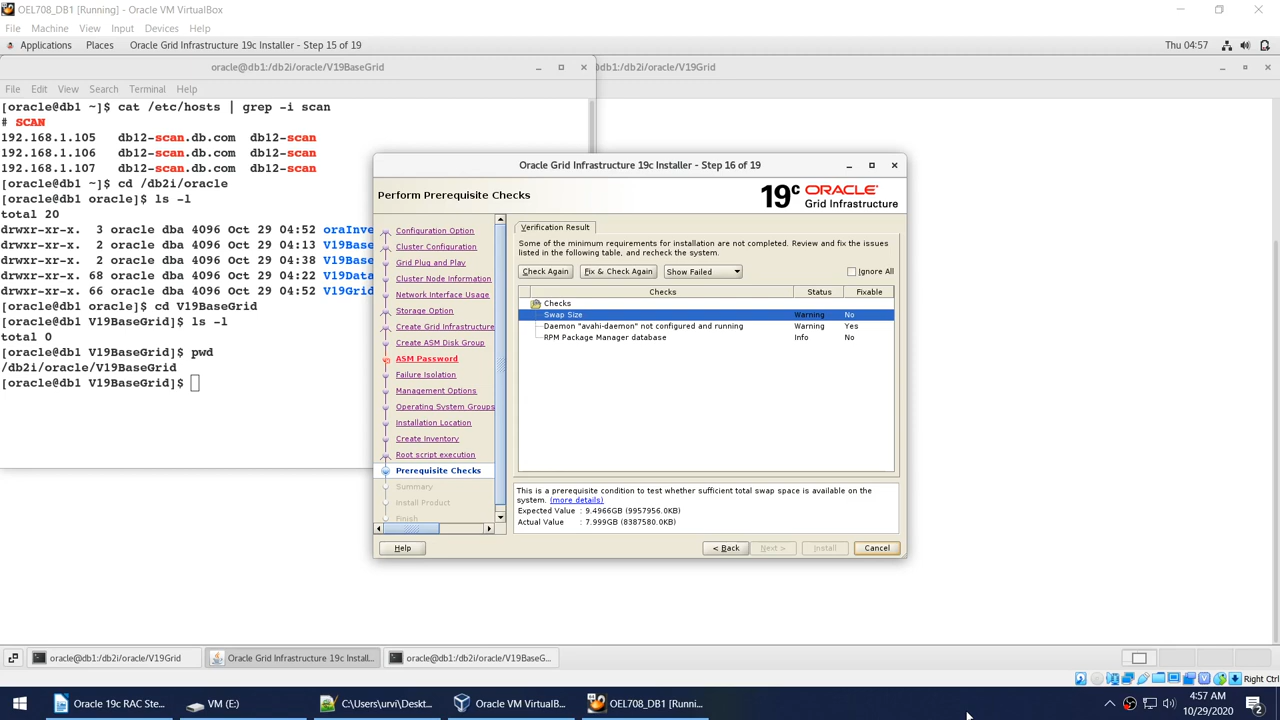 OEL708_DB1 [Running] - Oracle VM VirtualBox
File Machine View Input Devices Help
Applications Places Oracle Grid Infrastructure 19c Installer - Step 15 of 19 Thu 04:57
oracle@db1:/db2i/oracle/V19BaseGrid
@db1:/db2i/oracle/V19Grid
File Edit View Search Terminal Help
[oracle@db1 ~]$ cat /etc/hosts | grep -i scan
# SCAN
192.168.1.105 db12-scan.db.com db12-scan
192.168.1.106 db12-scan.db.com db12-scan
192.168.1.107 db12-scan.db.com db12-scan
[oracle@db1 ~]$ cd /db2i/oracle
[oracle@db1 oracle]$ ls -l
total 20
drwxr-xr-x. 3 oracle dba 4096 Oct 29 04:52 oraInve
drwxr-xr-x. 2 oracle dba 4096 Oct 29 04:13 V19Base
drwxr-xr-x. 2 oracle dba 4096 Oct 29 04:38 V19Base
drwxr-xr-x. 68 oracle dba 4096 Oct 29 04:22 V19Data
drwxr-xr-x. 66 oracle dba 4096 Oct 29 04:52 V19Grid
[oracle@db1 oracle]$ cd V19BaseGrid
[oracle@db1 V19BaseGrid]$ ls -l
total 0
[oracle@db1 V19BaseGrid]$ pwd
/db2i/oracle/V19BaseGrid
[oracle@db1 V19BaseGrid]$
Oracle Grid Infrastructure 19c Installer - Step 16 of 19
Perform Prerequisite Checks
19c ORACLE Grid Infrastructure
Configuration Option
Cluster Configuration
Grid Plug and Play
Cluster Node Information
Network Interface Usage
Storage Option
Create Grid Infrastructure
Create ASM Disk Group
ASM Password
Failure Isolation
Management Options
Operating System Groups
Installation Location
Create Inventory
Root script execution
Prerequisite Checks
Summary
Install Product
Finish
Verification Result
Some of the minimum requirements for installation are not completed. Review and fix the issues
listed in the following table, and recheck the system.
Check Again Fix & Check Again Show Failed Ignore All
Checks Status Fixable
Checks
Swap Size Warning No
Daemon "avahi-daemon" not configured and running Warning Yes
RPM Package Manager database Info No
This is a prerequisite condition to test whether sufficient total swap space is available on the
system. (more details)
Expected Value : 9.4966GB (9957956.0KB)
Actual Value : 7.999GB (8387580.0KB)
Help < Back Next > Install Cancel
oracle@db1:/db2i/oracle/V19Grid Oracle Grid Infrastructure 19c Install... oracle@db1:/db2i/oracle/V19BaseG...
Right Ctrl
Oracle 19c RAC Ste... VM (E:) C:\Users\urvi\Deskt... Oracle VM VirtualB... OEL708_DB1 [Runni... 4:57 AM
10/29/2020
2